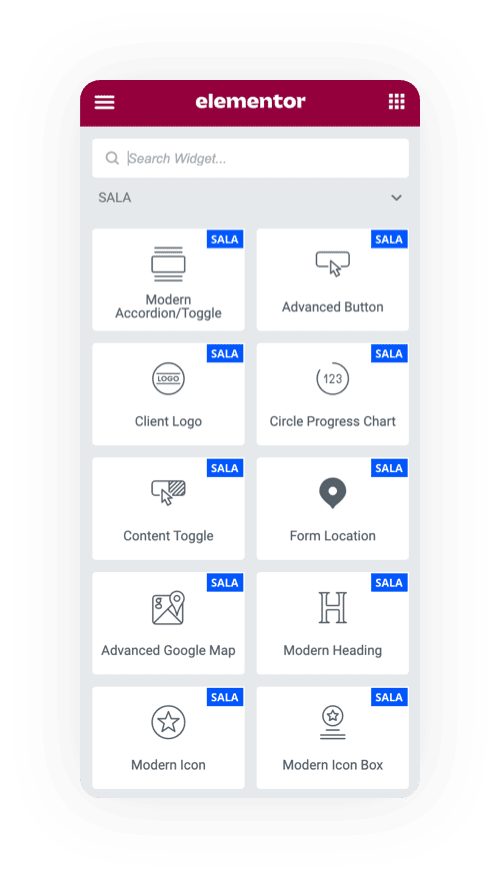 elementor
Search Widget...
SALA
SALA
Modern
Accordion/Toggle
SALA
Advanced Button
SALA
LOGO
Client Logo
SALA
123
Circle Progress Chart
SALA
Content Toggle
SALA
Form Location
SALA
g
Advanced Google Map
SALA
H
Modern Heading
SALA
Modern Icon
SALA
Modern Icon Box